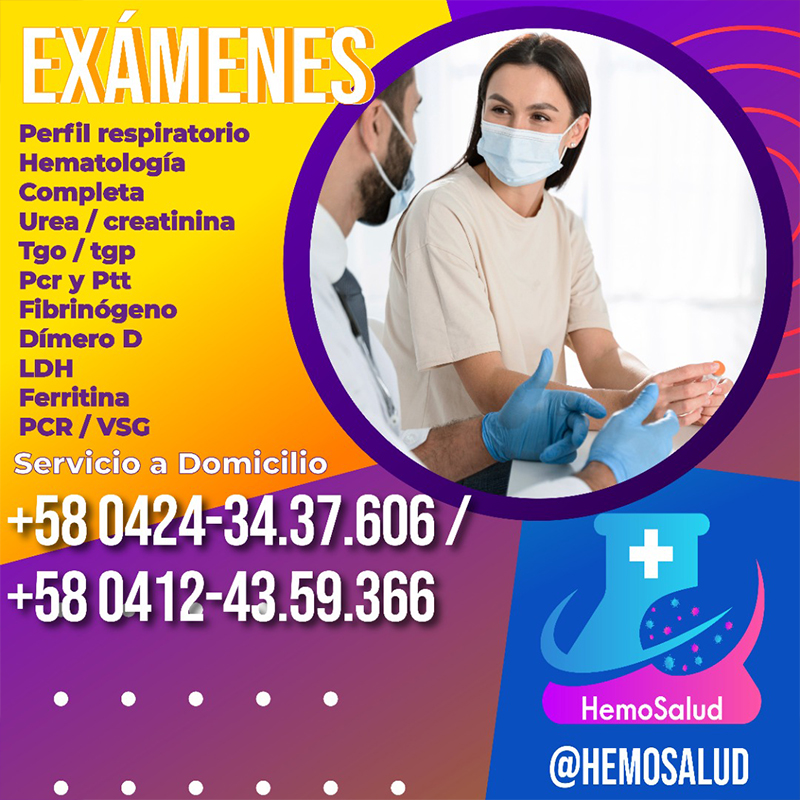 EXÁMENES
Perfil respiratorio
Hematología
Completa
Urea / creatinina
Tgo / tgp
Pcr y Ptt
Fibrinógeno
Dímero D
LDH
Ferritina
PCR / VSG
Servicio a Domicilio
+58 0424-34.37.606 /
+58 0412-43.59.366
HemoSalud
@HEMOSALUD